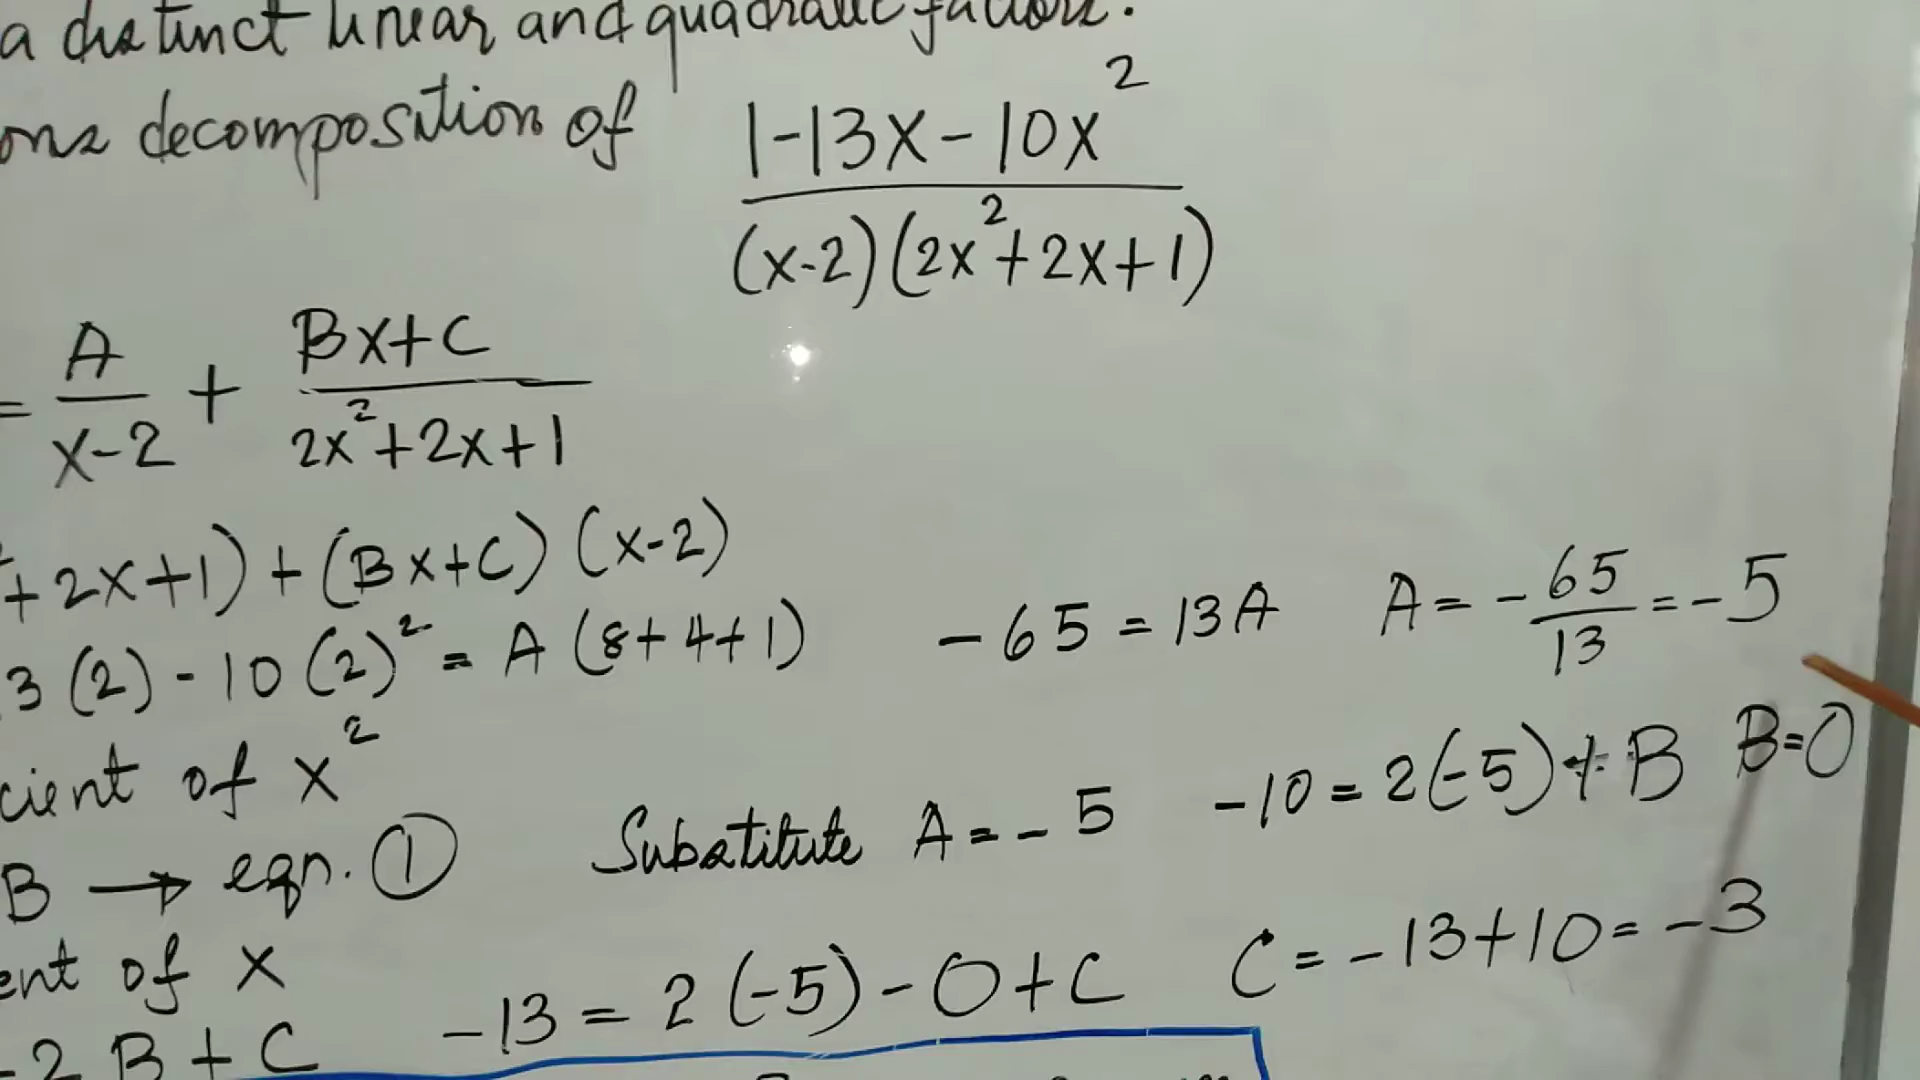 a distinct linear and quadratic factors.
ons decomposition of 1-13x-10x² / (x-2)(2x²+2x+1)
= A/x-2 + Bx+C/2x²+2x+1
+2x+1)+(Bx+C)(x-2)
3(2)-10(2)² = A(8+4+1) -65=13A A=-65/13=-5
cient of x²
B → eqn. ① Substitute A=-5 -10=2(-5)+B B=0
ent of x
-2B+C -13=2(-5)-0+C C=-13+10=-3